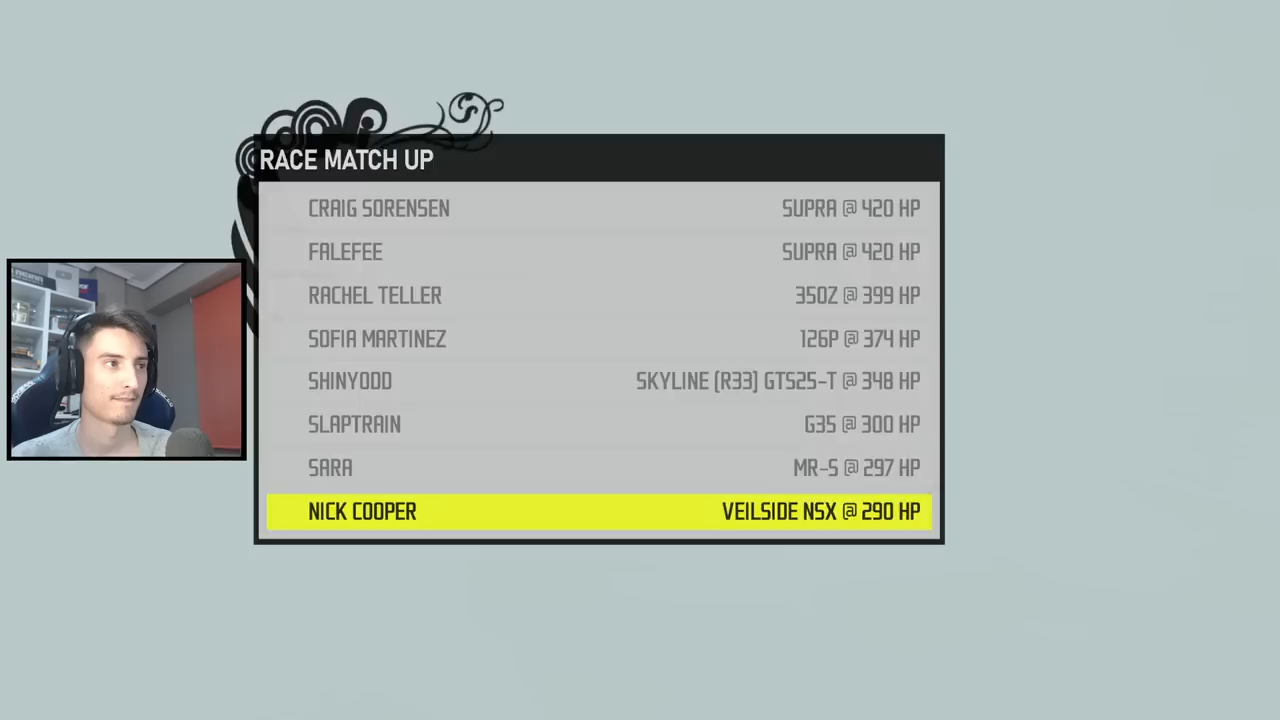 RACE MATCH UP
CRAIG SORENSEN SUPRA @ 420 HP
FALEFEE SUPRA @ 420 HP
RACHEL TELLER 350Z @ 399 HP
SOFIA MARTINEZ 126P @ 374 HP
SHINYODD SKYLINE (R33) GTS25-T @ 348 HP
SLAPTRAIN G35 @ 300 HP
SARA MR-S @ 297 HP
NICK COOPER VEILSIDE NSX @ 290 HP